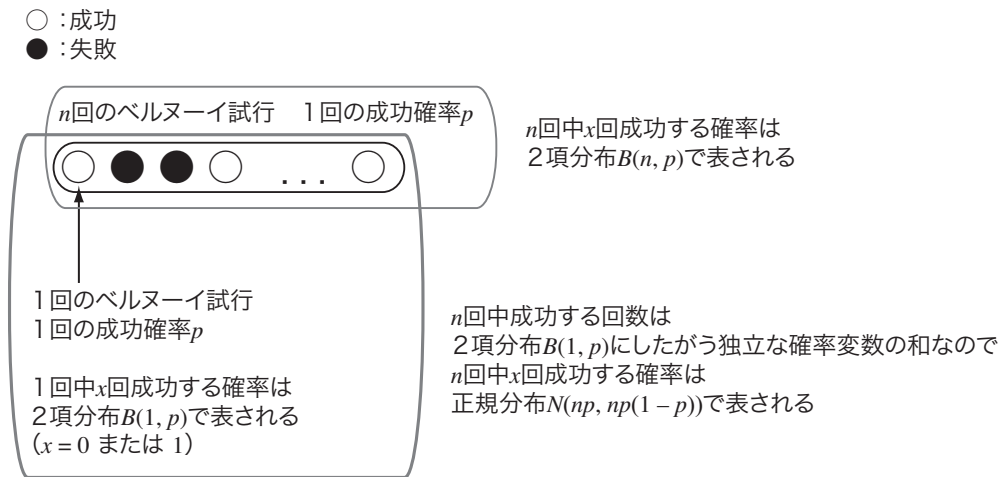 ○：成功
●：失敗
n回のベルヌーイ試行　1回の成功確率p
n回中x回成功する確率は
2項分布B(n, p)で表される
. . .
1回のベルヌーイ試行
1回の成功確率p
1回中x回成功する確率は
2項分布B(1, p)で表される
（x = 0 または 1）
n回中成功する回数は
2項分布B(1, p)にしたがう独立な確率変数の和なので
n回中x回成功する確率は
正規分布N(np, np(1 – p))で表される